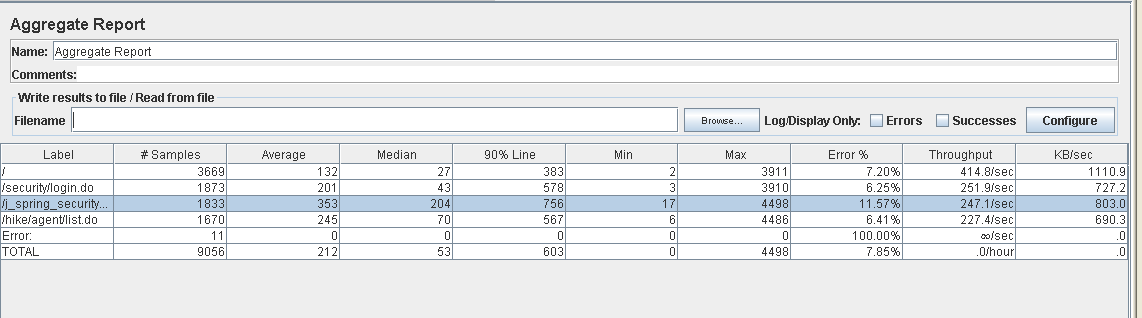 Aggregate Report
Name: Aggregate Report
Comments:
Write results to file / Read from file
Filename Browse... Log/Display Only: Errors Successes Configure
Label # Samples Average Median 90% Line Min Max Error % Throughput KB/sec
/ 3669 132 27 383 2 3911 7.20% 414.8/sec 1110.9
/security/login.do 1873 201 43 578 3 3910 6.25% 251.9/sec 727.2
/j_spring_security... 1833 353 204 756 17 4498 11.57% 247.1/sec 803.0
/hike/agent/list.do 1670 245 70 567 6 4486 6.41% 227.4/sec 690.3
Error: 11 0 0 0 0 0 100.00% ∞/sec .0
TOTAL 9056 212 53 603 0 4498 7.85% .0/hour .0